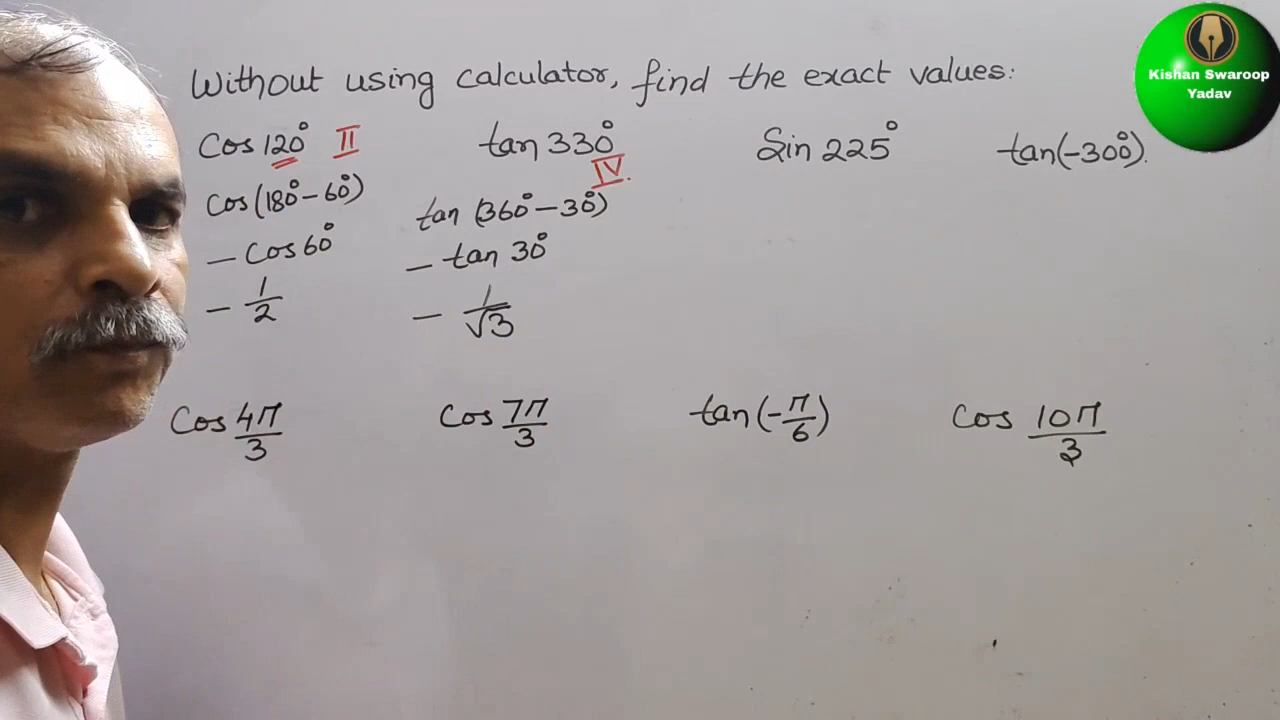 Without using calculator, find the exact values:
Kishan Swaroop
Yadav
Cos 120° II tan 330° Sin 225° tan(-300°).
IV.
cos(180°-60°) tan (360°-30°)
- cos 60° - tan 30°
- 1/2 - 1/√3
Cos 4π/3 cos 7π/3 tan(-π/6) cos 10π/3